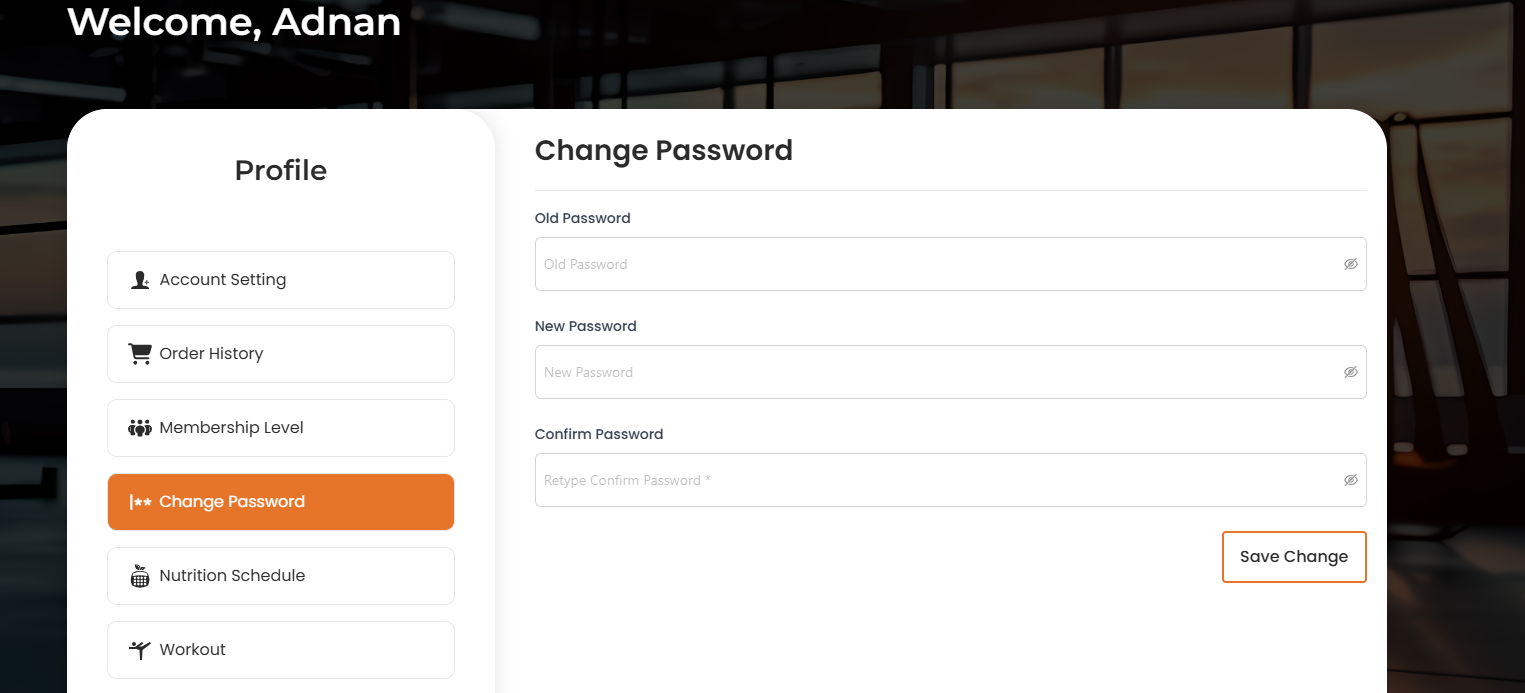 Welcome, Adnan
Profile
Account Setting
Order History
Membership Level
Change Password
Nutrition Schedule
Workout
Change Password
Old Password
Old Password
New Password
New Password
Confirm Password
Retype Confirm Password *
Save Change